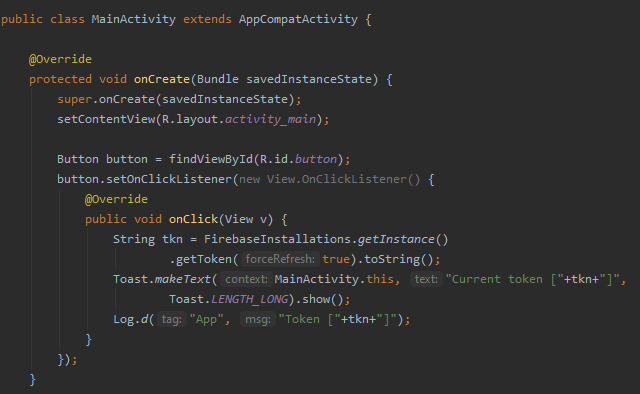 public class MainActivity extends AppCompatActivity {
@Override
protected void onCreate(Bundle savedInstanceState) {
super.onCreate(savedInstanceState);
setContentView(R.layout.activity_main);
Button button = findViewById(R.id.button);
button.setOnClickListener(new View.OnClickListener() {
@Override
public void onClick(View v) {
String tkn = FirebaseInstallations.getInstance()
.getToken( forceRefresh: true).toString();
Toast.makeText( context: MainActivity.this, text: "Current token ["+tkn+"]",
Toast.LENGTH_LONG).show();
Log.d( tag: "App", msg: "Token ["+tkn+"]");
}
});
}